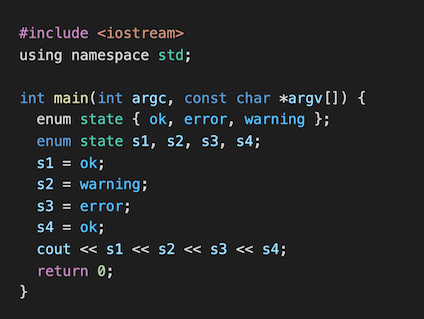 #include <iostream>
using namespace std;
int main(int argc, const char *argv[]) {
enum state { ok, error, warning };
enum state s1, s2, s3, s4;
s1 = ok;
s2 = warning;
s3 = error;
s4 = ok;
cout << s1 << s2 << s3 << s4;
return 0;
}